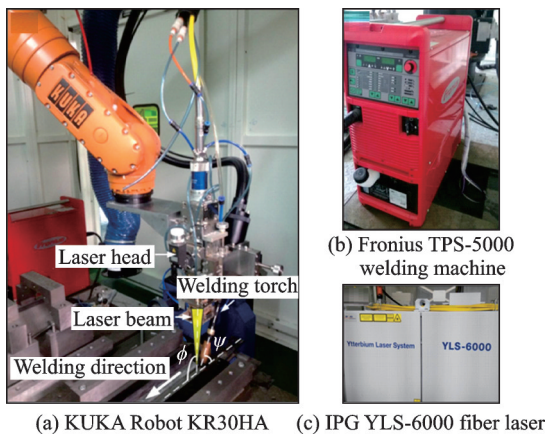 KUKA
Laser head
Welding torch
Laser beam
Welding direction
ϕ
ψ
(a) KUKA Robot KR30HA
(b) Fronius TPS-5000
welding machine
Ytterbium Laser System
YLS-6000
(c) IPG YLS-6000 fiber laser